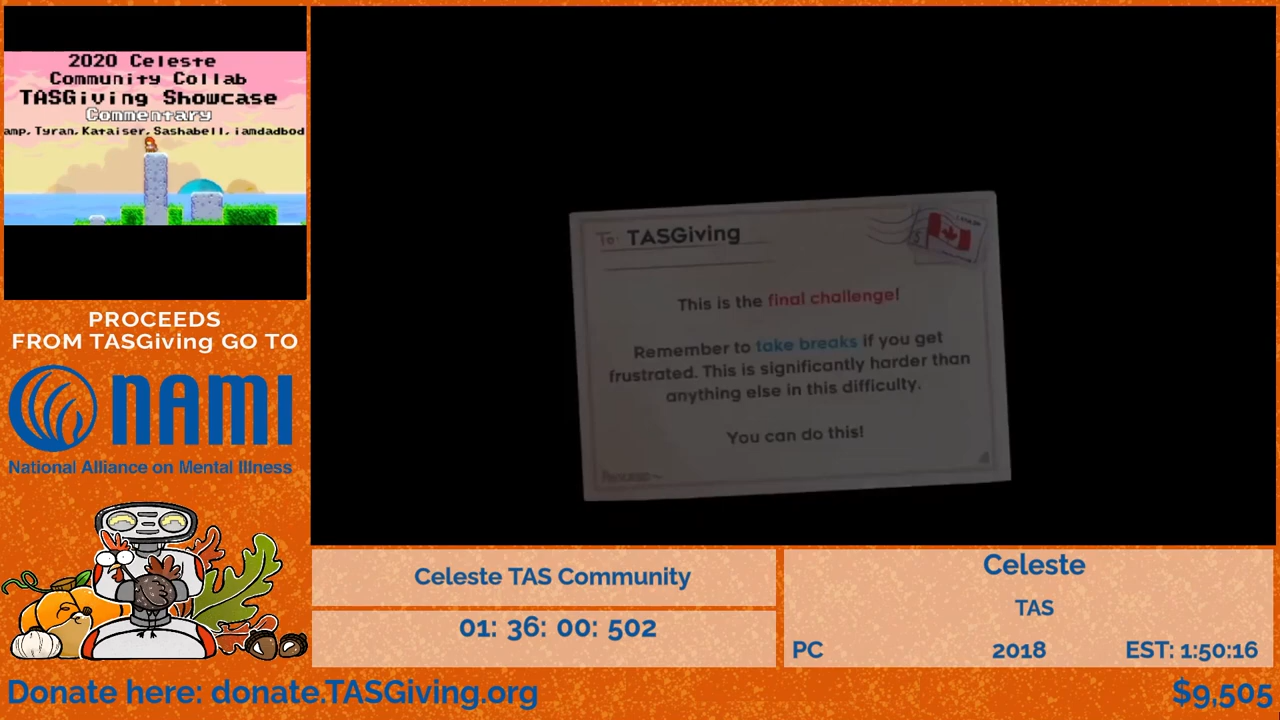 2020 Celeste
Community Collab
TASGiving Showcase
Commentary
amp, Tyran, Kataiser, Sashabell, iamdadbod
PROCEEDS
FROM TASGiving GO TO
NAMI
National Alliance on Mental Illness
To: TASGiving
This is the final challenge!
Remember to take breaks if you get
frustrated. This is significantly harder than
anything else in this difficulty.
You can do this!
Celeste TAS Community
01: 36: 00: 502
Celeste
TAS
PC 2018 EST: 1:50:16
Donate here: donate.TASGiving.org
$9,505